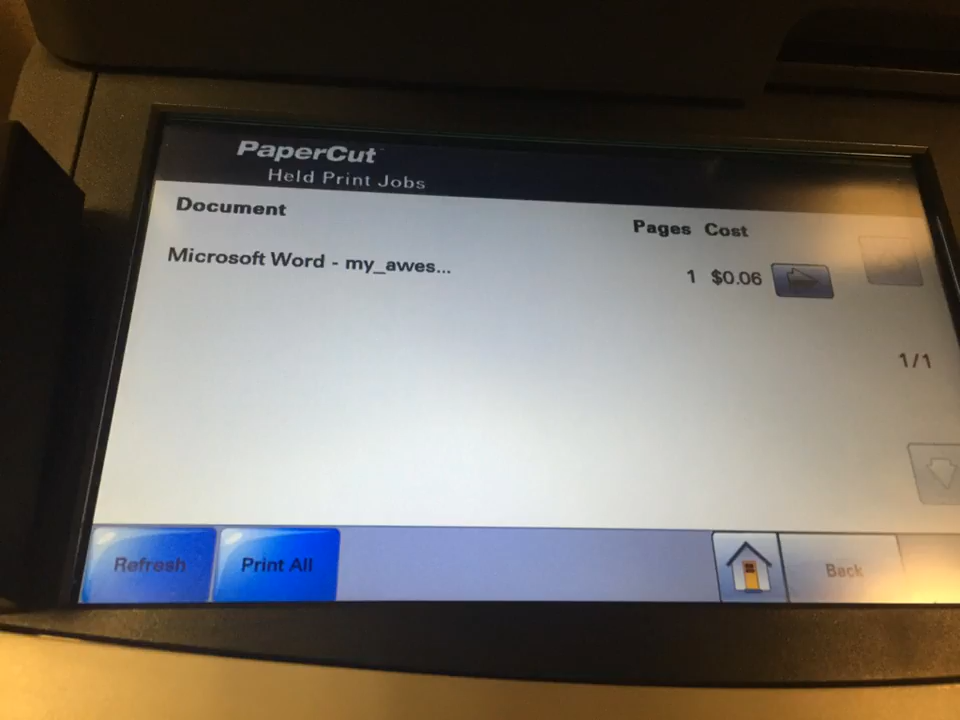 PaperCut
Held Print Jobs
Document Pages Cost
Microsoft Word - my_awes... 1 $0.06
1/1
Refresh Print All Back